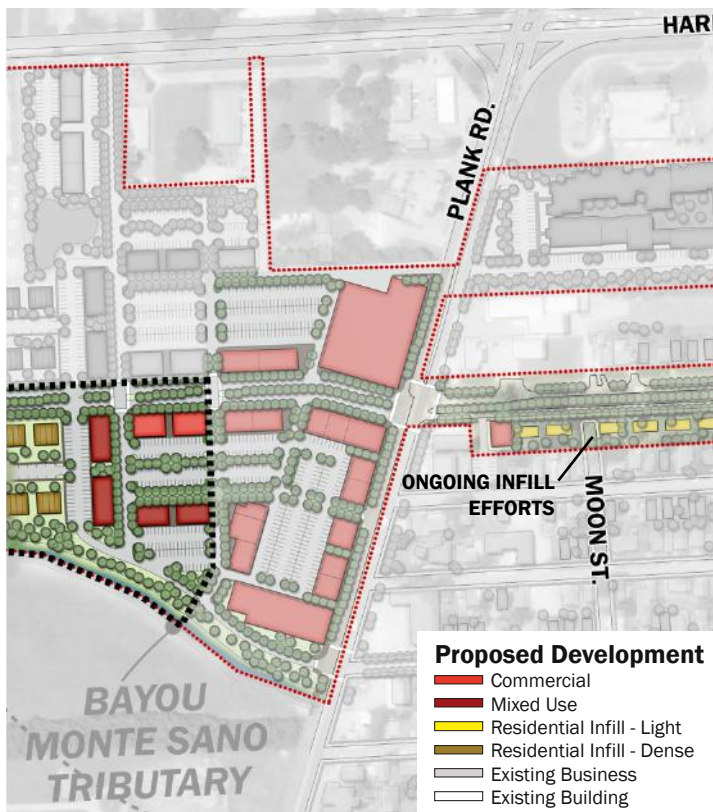 HARD
PLANK RD.
ONGOING INFILL
EFFORTS
MOON ST.
BAYOU
MONTE SANO
TRIBUTARY
Proposed Development
Commercial
Mixed Use
Residential Infill - Light
Residential Infill - Dense
Existing Business
Existing Building